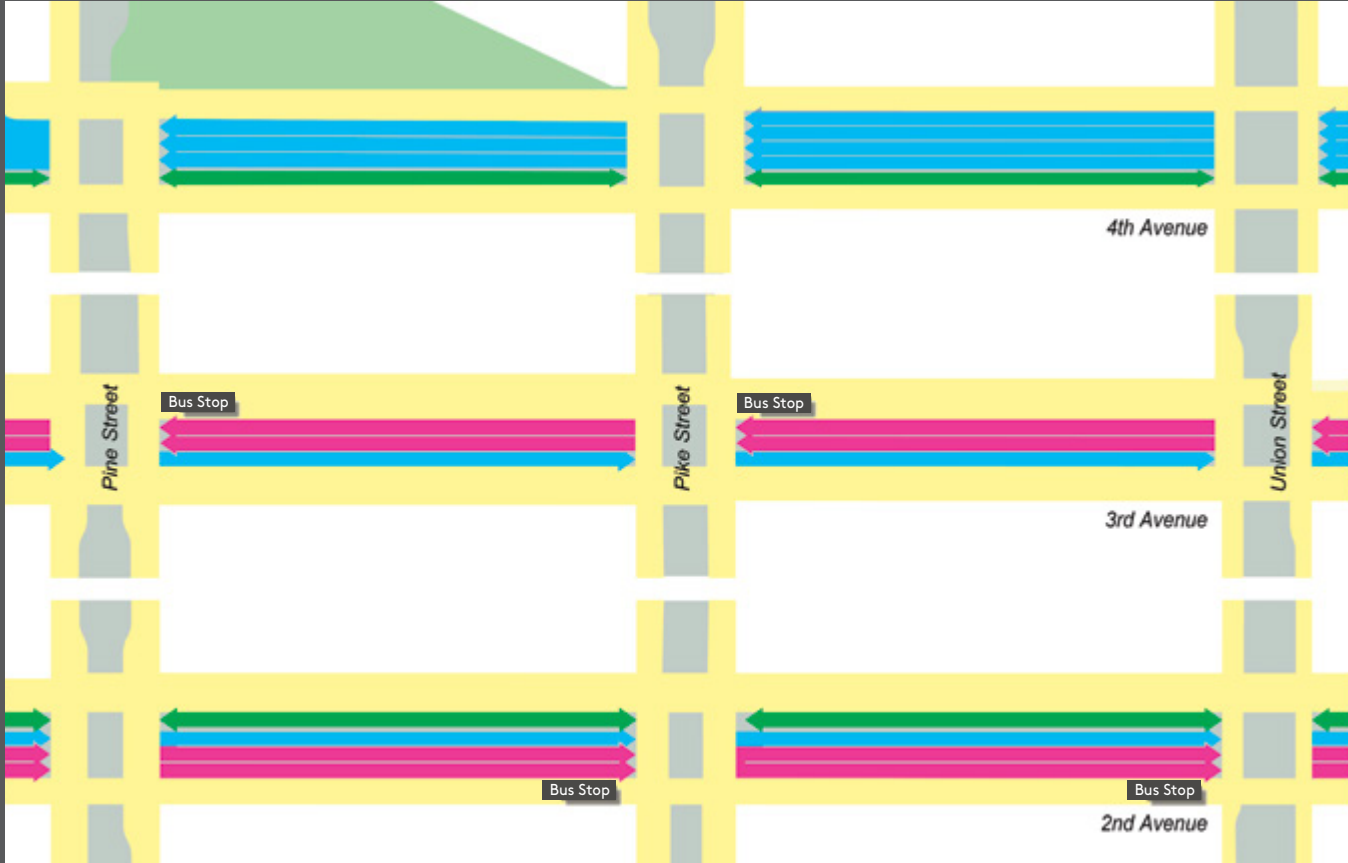 4th Avenue
Bus Stop
Bus Stop
Pine Street
Pike Street
Union Street
3rd Avenue
Bus Stop
Bus Stop
2nd Avenue